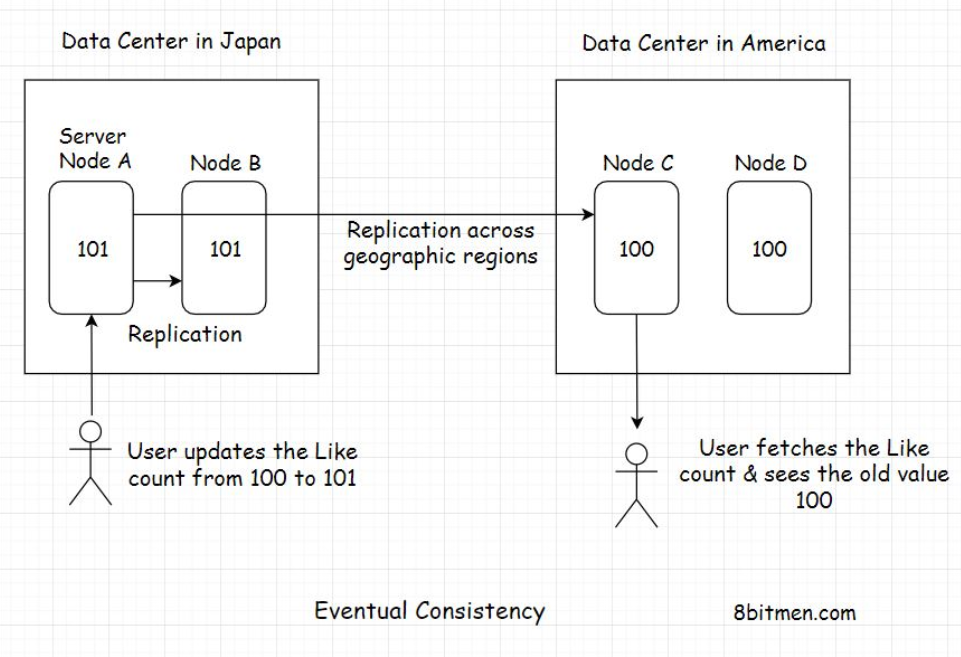 Data Center in Japan
Data Center in America
Server
Node A
Node B
Node C
Node D
101
101
100
100
Replication across
geographic regions
Replication
User updates the Like
count from 100 to 101
User fetches the Like
count & sees the old value
100
Eventual Consistency
8bitmen.com